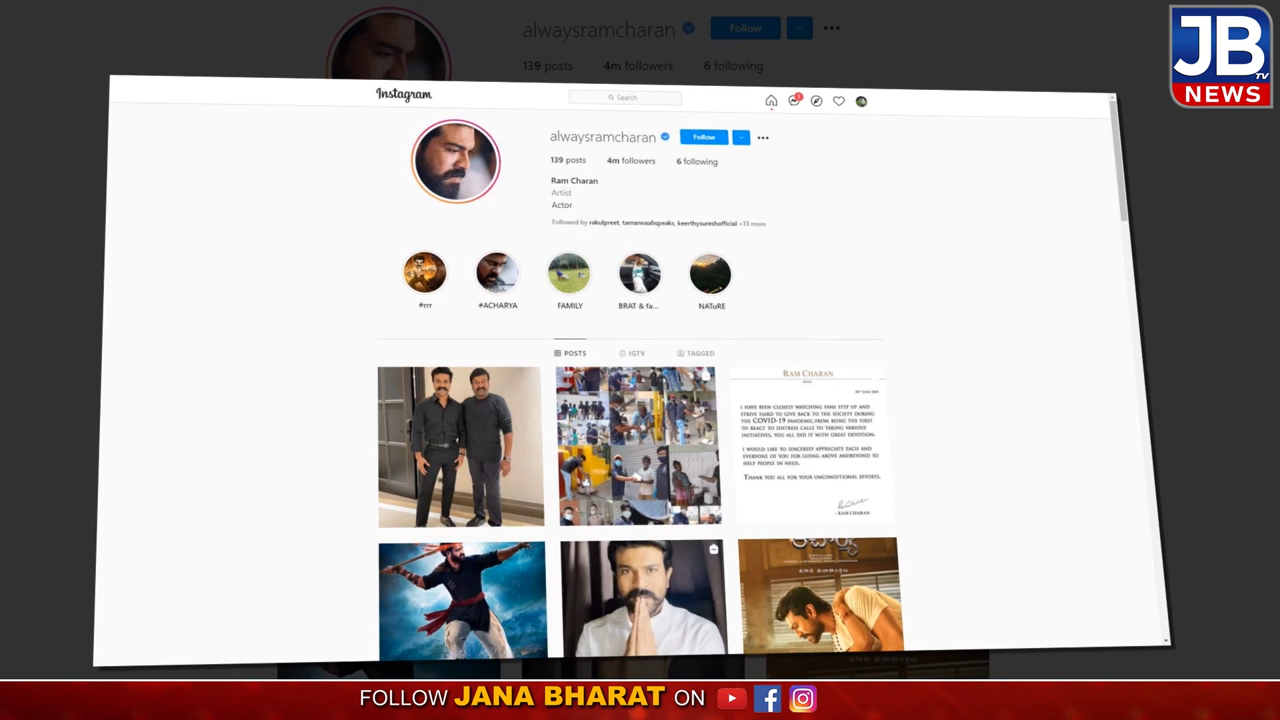 alwaysramcharan Follow
139 posts 4m followers 6 following
JB
TV
NEWS
Instagram
Search
1
alwaysramcharan Follow
139 posts 4m followers 6 following
Ram Charan
Artist
Actor
Followed by rakulpreet, tamannaahspeaks, keerthysureshofficial +13 more
#rrr #ACHARYA FAMILY BRAT & fa... NATuRE
POSTS IGTV TAGGED
RAM CHARAN
I HAVE BEEN CLOSELY WATCHING FANS STEP UP AND
STRIVE HARD TO GIVE BACK TO THE SOCIETY DURING
THE COVID-19 PANDEMIC.FROM BEING THE FIRST
TO REACT TO DISTRESS CALLS TO TAKING VARIOUS
INITIATIVES, YOU ALL DID IT WITH GREAT DEVOTION.
I WOULD LIKE TO SINCERELY APPRECIATE EACH AND
EVERYONE OF YOU FOR GOING ABOVE ANDBEYOND TO
HELP PEOPLE IN NEED.
THANK YOU ALL FOR YOUR UNCONDITIONAL EFFORTS.
- RAM CHARAN
FOLLOW JANA BHARAT ON